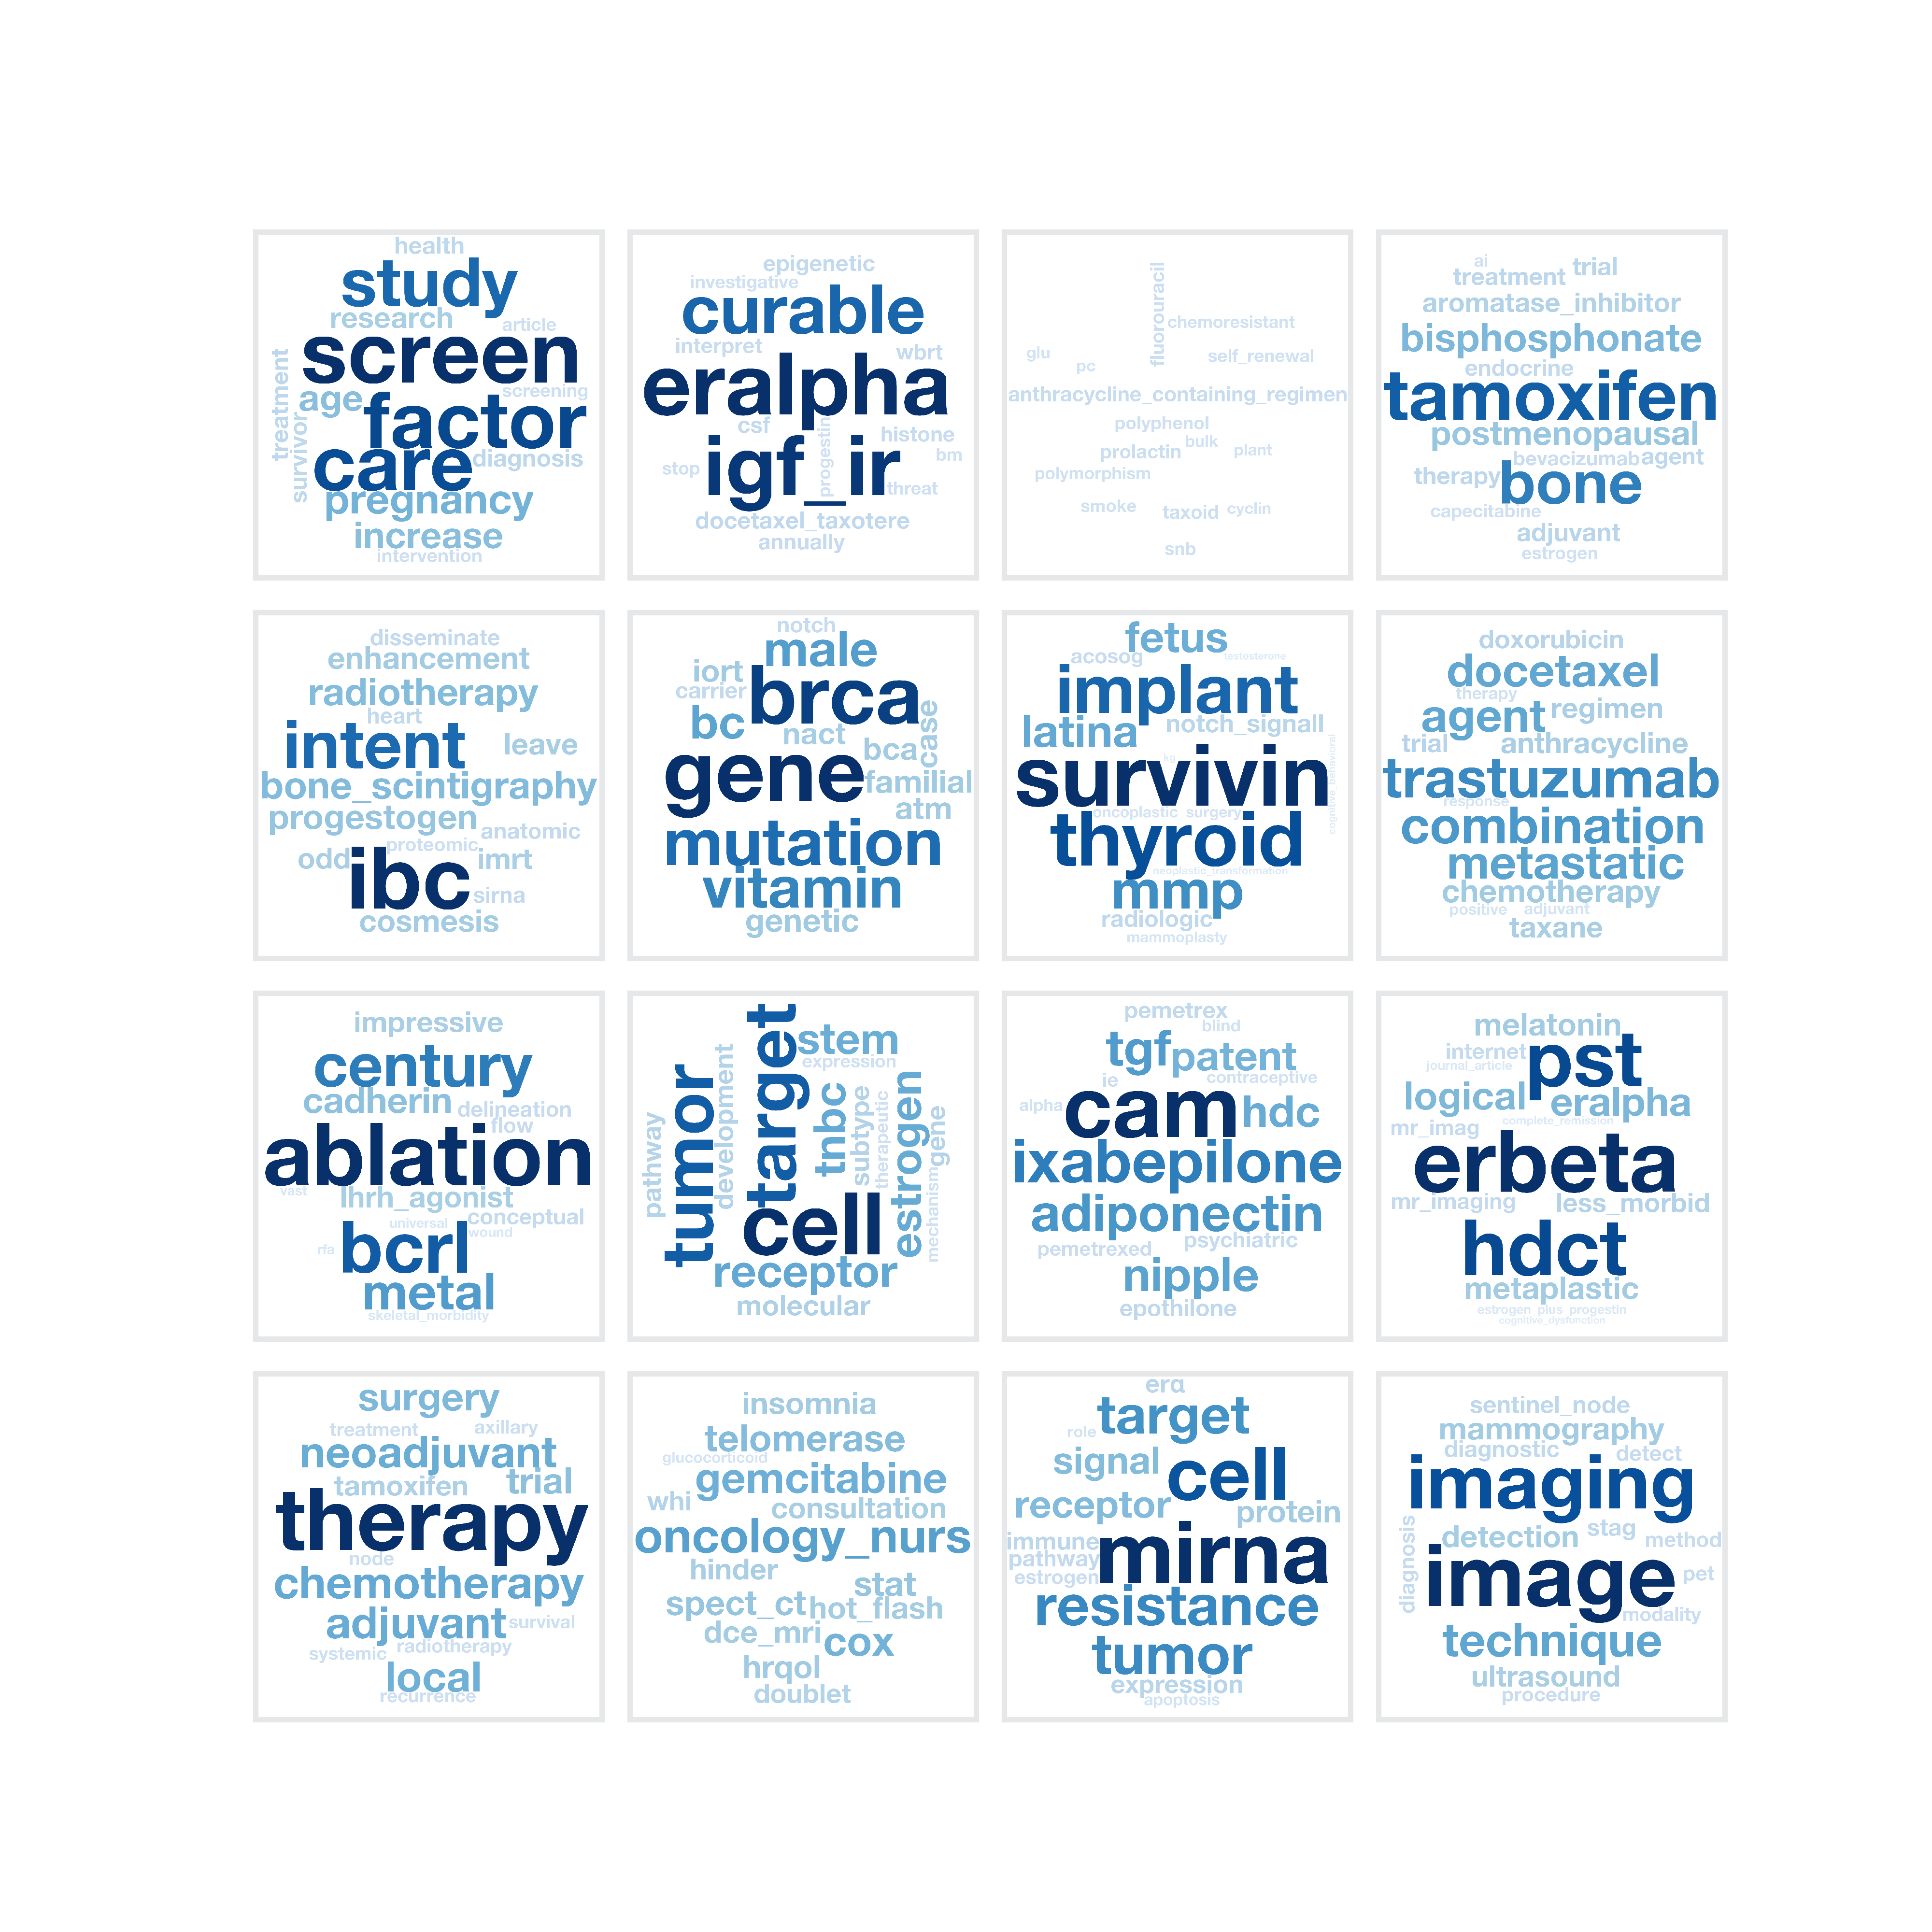 health
study
research
article
screen
treatment
age
screening
factor
survivor
care
diagnosis
pregnancy
increase
intervention
epigenetic
investigative
curable
interpret
wbrt
eralpha
csf
progestin
histone
igf_ir
bm
stop
threat
docetaxel_taxotere
annually
fluorouracil
chemoresistant
glu
pc
self_renewal
anthracycline_containing_regimen
polyphenol
prolactin
bulk
plant
polymorphism
smoke
taxoid
cyclin
snb
ai
treatment
trial
aromatase_inhibitor
bisphosphonate
endocrine
tamoxifen
postmenopausal
bevacizumab
agent
therapy
bone
capecitabine
adjuvant
estrogen
disseminate
enhancement
radiotherapy
heart
intent
leave
bone_scintigraphy
progestogen
anatomic
proteomic
odd
imrt
ibc
sirna
cosmesis
notch
male
iort
carrier
brca
bc
nact
case
bca
gene
familial
atm
mutation
vitamin
genetic
fetus
acosog
testosterone
implant
latina
notch_signall
kg
cognitive_behavioral
survivin
oncoplastic_surgery
thyroid
neoplastic_transformation
mmp
radiologic
mammoplasty
doxorubicin
docetaxel
therapy
agent
regimen
trial
anthracycline
trastuzumab
response
combination
metastatic
chemotherapy
positive
adjuvant
taxane
impressive
century
cadherin
delineation
flow
ablation
vast
lhrh_agonist
conceptual
universal
wound
rfa
bcrl
metal
skeletal_morbidity
target
stem
expression
tumor
development
tnbc
subtype
therapeutic
estrogen
gene
pathway
mechanism
cell
receptor
molecular
pemetrex
blind
tgf
patent
ie
contraceptive
alpha
cam
hdc
ixabepilone
adiponectin
pemetrexed
psychiatric
nipple
epothilone
melatonin
internet
journal_article
pst
logical
eralpha
mr_imag
complete_remission
erbeta
mr_imaging
less_morbid
hdct
metaplastic
estrogen_plus_progestin
cognitive_dysfunction
surgery
treatment
axillary
neoadjuvant
tamoxifen
trial
therapy
node
chemotherapy
adjuvant
survival
systemic
radiotherapy
local
recurrence
insomnia
telomerase
glucocorticoid
gemcitabine
whi
consultation
oncology_nurs
hinder
stat
spect_ct
hot_flash
dce_mri
cox
hrqol
doublet
erα
target
role
signal
cell
receptor
protein
immune
mirna
pathway
estrogen
resistance
tumor
expression
apoptosis
sentinel_node
mammography
diagnostic
detect
imaging
diagnosis
detection
stag
method
image
pet
modality
technique
ultrasound
procedure